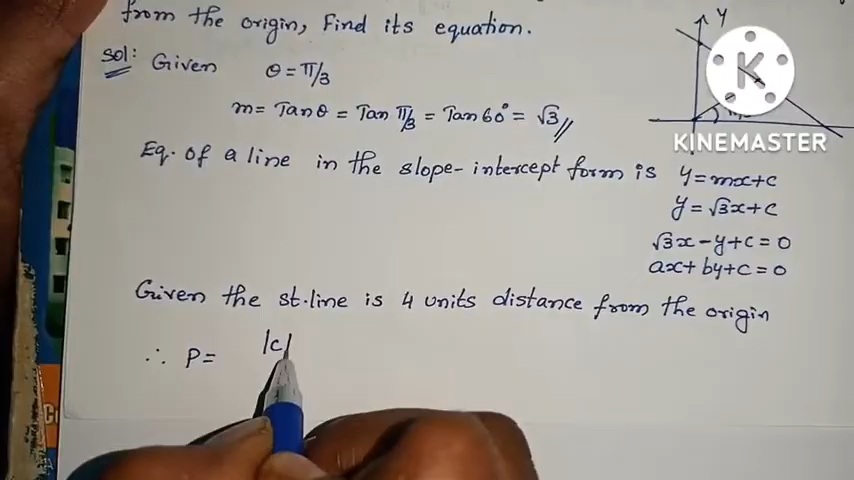 from the origin, Find its equation.
Sol: Given θ = π/3
m = Tan θ = Tan π/3 = Tan 60° = √3 //
Eq. of a line in the slope-intercept form is y = mx + c
y = √3x + c
√3x - y + c = 0
ax + by + c = 0
Given the st. line is 4 units distance from the origin
∴ P = |c|
Y
KINEMASTER